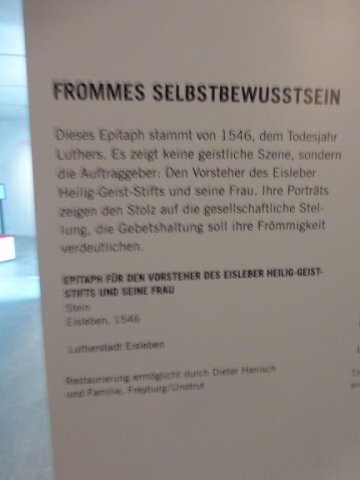 FROMMES SELBSTBEWUSSTSEIN
Dieses Epitaph stammt von 1546, dem Todesjahr
Luthers. Es zeigt keine geistliche Szene, sondern
die Auftraggeber: Den Vorsteher des Eisleber
Heilig-Geist-Stifts und seine Frau. Ihre Porträts
zeigen den Stolz auf die gesellschaftliche Stel-
lung, die Gebetshaltung soll ihre Frömmigkeit
verdeutlichen.
EPITAPH FÜR DEN VORSTEHER DES EISLEBER HEILIG-GEIST-
STIFTS UND SEINE FRAU
Stein
Eisleben, 1546
Lutherstadt Eisleben
Restaurierung ermöglicht durch Dieter Hanisch
und Familie, Freyburg/Unstrut